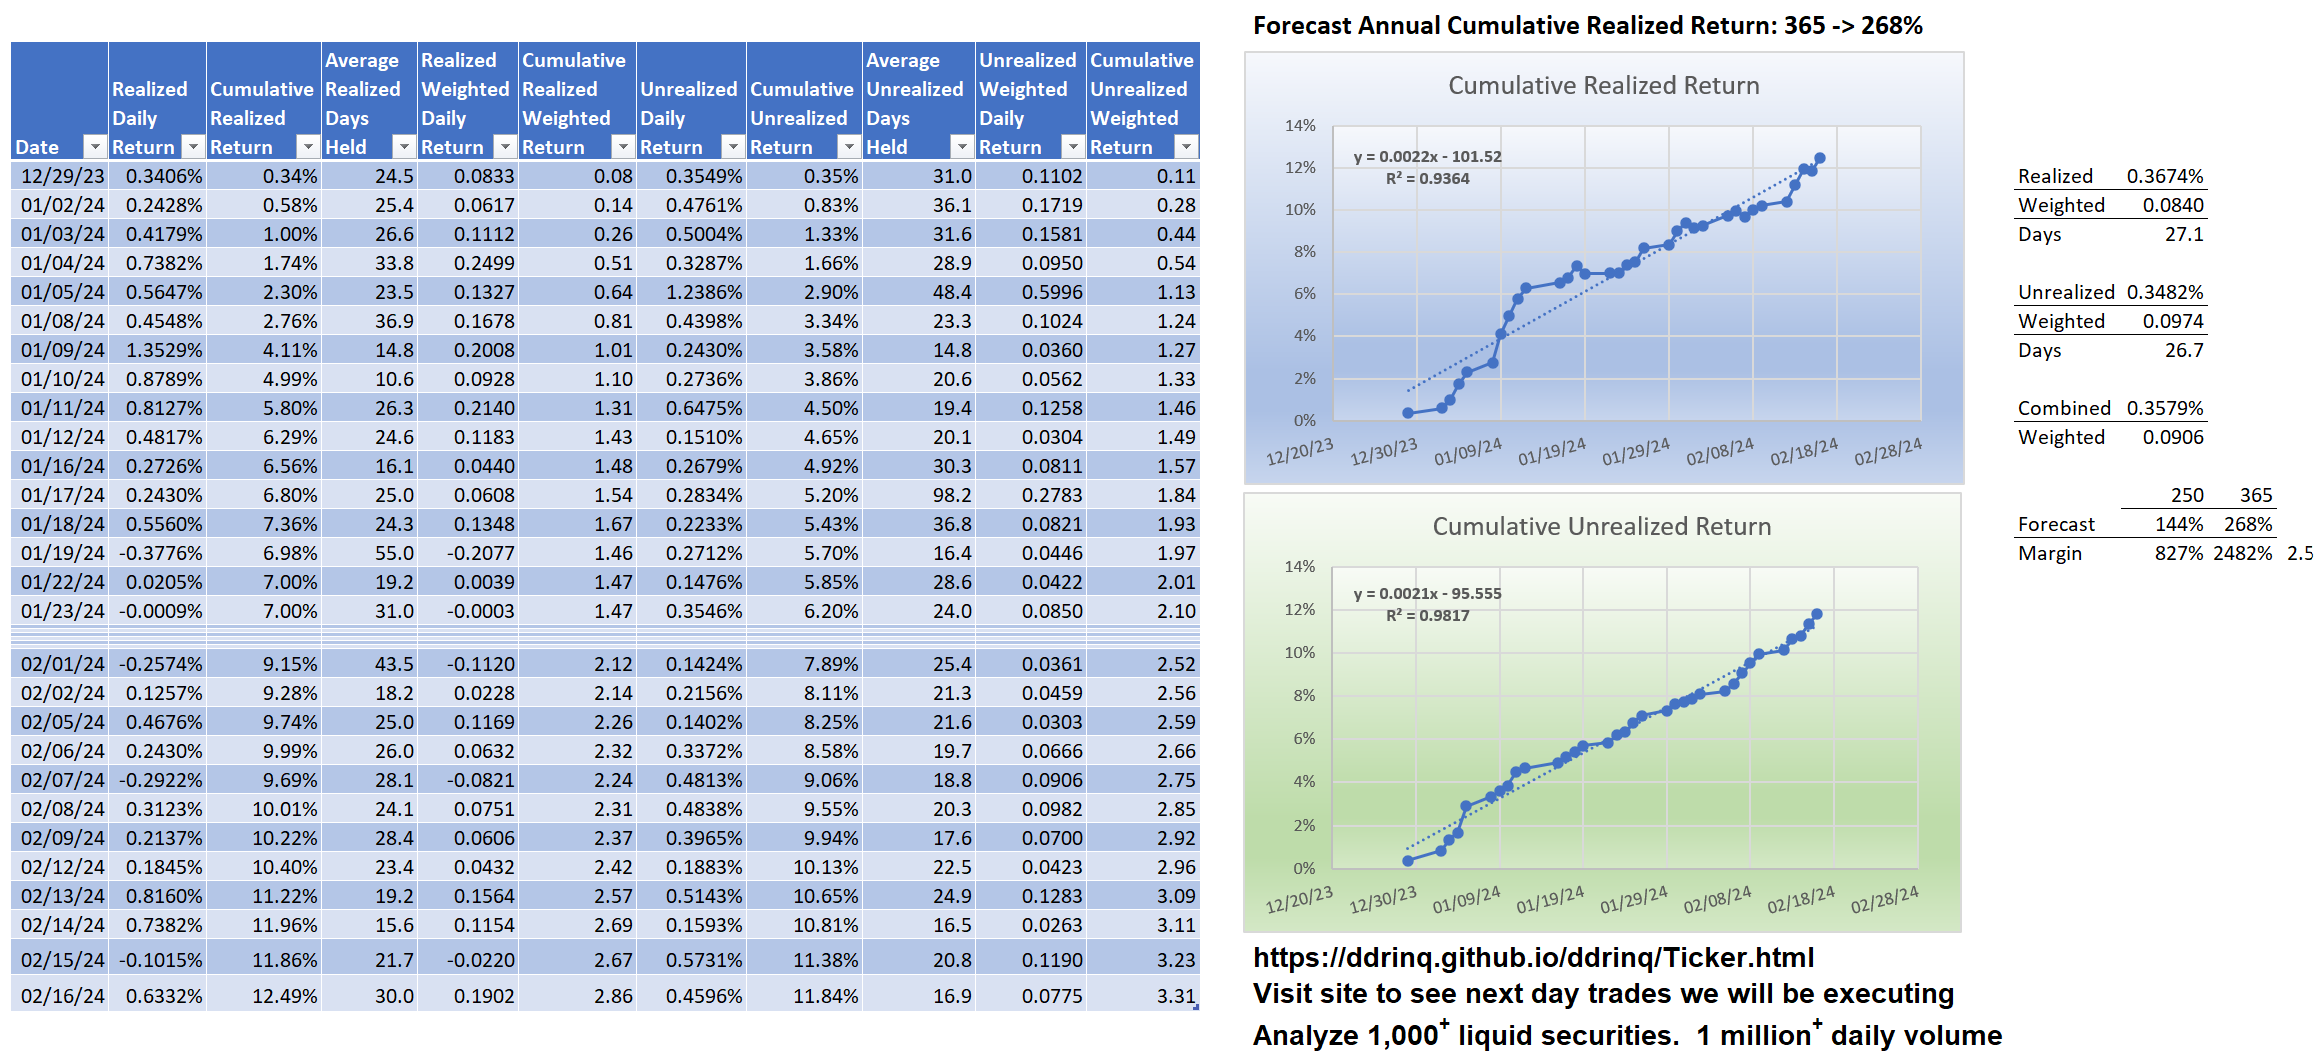 Forecast Annual Cumulative Realized Return: 365 -> 268%
Date Realized Daily Return Cumulative Realized Return Average Realized Days Held Realized Weighted Daily Return Cumulative Realized Weighted Return Unrealized Daily Return Cumulative Unrealized Return Average Unrealized Days Held Unrealized Weighted Daily Return Cumulative Unrealized Weighted Return
12/29/23 0.3406% 0.34% 24.5 0.0833 0.08 0.3549% 0.35% 31.0 0.1102 0.11
01/02/24 0.2428% 0.58% 25.4 0.0617 0.14 0.4761% 0.83% 36.1 0.1719 0.28
01/03/24 0.4179% 1.00% 26.6 0.1112 0.26 0.5004% 1.33% 31.6 0.1581 0.44
01/04/24 0.7382% 1.74% 33.8 0.2499 0.51 0.3287% 1.66% 28.9 0.0950 0.54
01/05/24 0.5647% 2.30% 23.5 0.1327 0.64 1.2386% 2.90% 48.4 0.5996 1.13
01/08/24 0.4548% 2.76% 36.9 0.1678 0.81 0.4398% 3.34% 23.3 0.1024 1.24
01/09/24 1.3529% 4.11% 14.8 0.2008 1.01 0.2430% 3.58% 14.8 0.0360 1.27
01/10/24 0.8789% 4.99% 10.6 0.0928 1.10 0.2736% 3.86% 20.6 0.0562 1.33
01/11/24 0.8127% 5.80% 26.3 0.2140 1.31 0.6475% 4.50% 19.4 0.1258 1.46
01/12/24 0.4817% 6.29% 24.6 0.1183 1.43 0.1510% 4.65% 20.1 0.0304 1.49
01/16/24 0.2726% 6.56% 16.1 0.0440 1.48 0.2679% 4.92% 30.3 0.0811 1.57
01/17/24 0.2430% 6.80% 25.0 0.0608 1.54 0.2834% 5.20% 98.2 0.2783 1.84
01/18/24 0.5560% 7.36% 24.3 0.1348 1.67 0.2233% 5.43% 36.8 0.0821 1.93
01/19/24 -0.3776% 6.98% 55.0 -0.2077 1.46 0.2712% 5.70% 16.4 0.0446 1.97
01/22/24 0.0205% 7.00% 19.2 0.0039 1.47 0.1476% 5.85% 28.6 0.0422 2.01
01/23/24 -0.0009% 7.00% 31.0 -0.0003 1.47 0.3546% 6.20% 24.0 0.0850 2.10
02/01/24 -0.2574% 9.15% 43.5 -0.1120 2.12 0.1424% 7.89% 25.4 0.0361 2.52
02/02/24 0.1257% 9.28% 18.2 0.0228 2.14 0.2156% 8.11% 21.3 0.0459 2.56
02/05/24 0.4676% 9.74% 25.0 0.1169 2.26 0.1402% 8.25% 21.6 0.0303 2.59
02/06/24 0.2430% 9.99% 26.0 0.0632 2.32 0.3372% 8.58% 19.7 0.0666 2.66
02/07/24 -0.2922% 9.69% 28.1 -0.0821 2.24 0.4813% 9.06% 18.8 0.0906 2.75
02/08/24 0.3123% 10.01% 24.1 0.0751 2.31 0.4838% 9.55% 20.3 0.0982 2.85
02/09/24 0.2137% 10.22% 28.4 0.0606 2.37 0.3965% 9.94% 17.6 0.0700 2.92
02/12/24 0.1845% 10.40% 23.4 0.0432 2.42 0.1883% 10.13% 22.5 0.0423 2.96
02/13/24 0.8160% 11.22% 19.2 0.1564 2.57 0.5143% 10.65% 24.9 0.1283 3.09
02/14/24 0.7382% 11.96% 15.6 0.1154 2.69 0.1593% 10.81% 16.5 0.0263 3.11
02/15/24 -0.1015% 11.86% 21.7 -0.0220 2.67 0.5731% 11.38% 20.8 0.1190 3.23
02/16/24 0.6332% 12.49% 30.0 0.1902 2.86 0.4596% 11.84% 16.9 0.0775 3.31
Cumulative Realized Return
y = 0.0022x - 101.52
R² = 0.9364
14%
12%
10%
8%
6%
4%
2%
0%
12/20/23 12/30/23 01/09/24 01/19/24 01/29/24 02/08/24 02/18/24 02/28/24
Cumulative Unrealized Return
y = 0.0021x - 95.555
R² = 0.9817
14%
12%
10%
8%
6%
4%
2%
0%
12/20/23 12/30/23 01/09/24 01/19/24 01/29/24 02/08/24 02/18/24 02/28/24
Realized 0.3674%
Weighted 0.0840
Days 27.1
Unrealized 0.3482%
Weighted 0.0974
Days 26.7
Combined 0.3579%
Weighted 0.0906
250 365
Forecast 144% 268%
Margin 827% 2482% 2.5
https://ddrinq.github.io/ddrinq/Ticker.html
Visit site to see next day trades we will be executing
Analyze 1,000⁺ liquid securities. 1 million⁺ daily volume